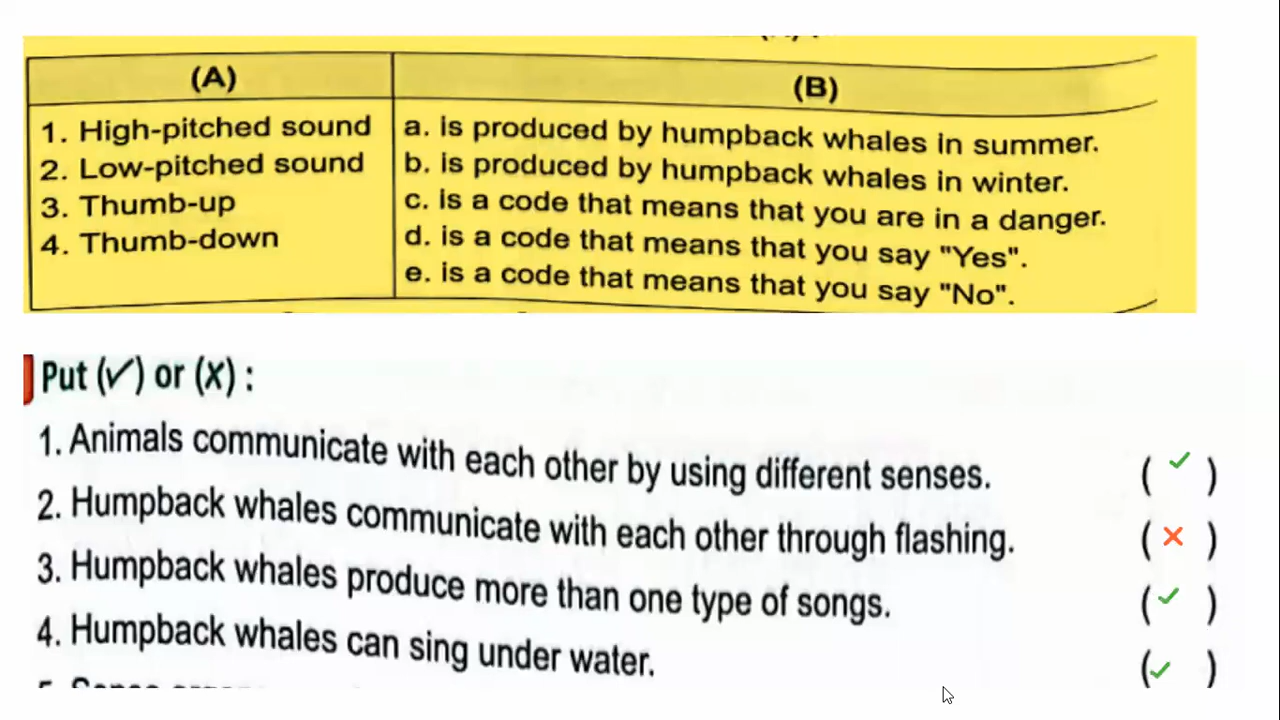 (A)
(B)
1. High-pitched sound
2. Low-pitched sound
3. Thumb-up
4. Thumb-down
a. is produced by humpback whales in summer.
b. is produced by humpback whales in winter.
c. is a code that means that you are in a danger.
d. is a code that means that you say "Yes".
e. is a code that means that you say "No".
Put (✓) or (X) :
1. Animals communicate with each other by using different senses. ( ✓ )
2. Humpback whales communicate with each other through flashing. ( ✗ )
3. Humpback whales produce more than one type of songs. ( ✓ )
4. Humpback whales can sing under water. (✓ )